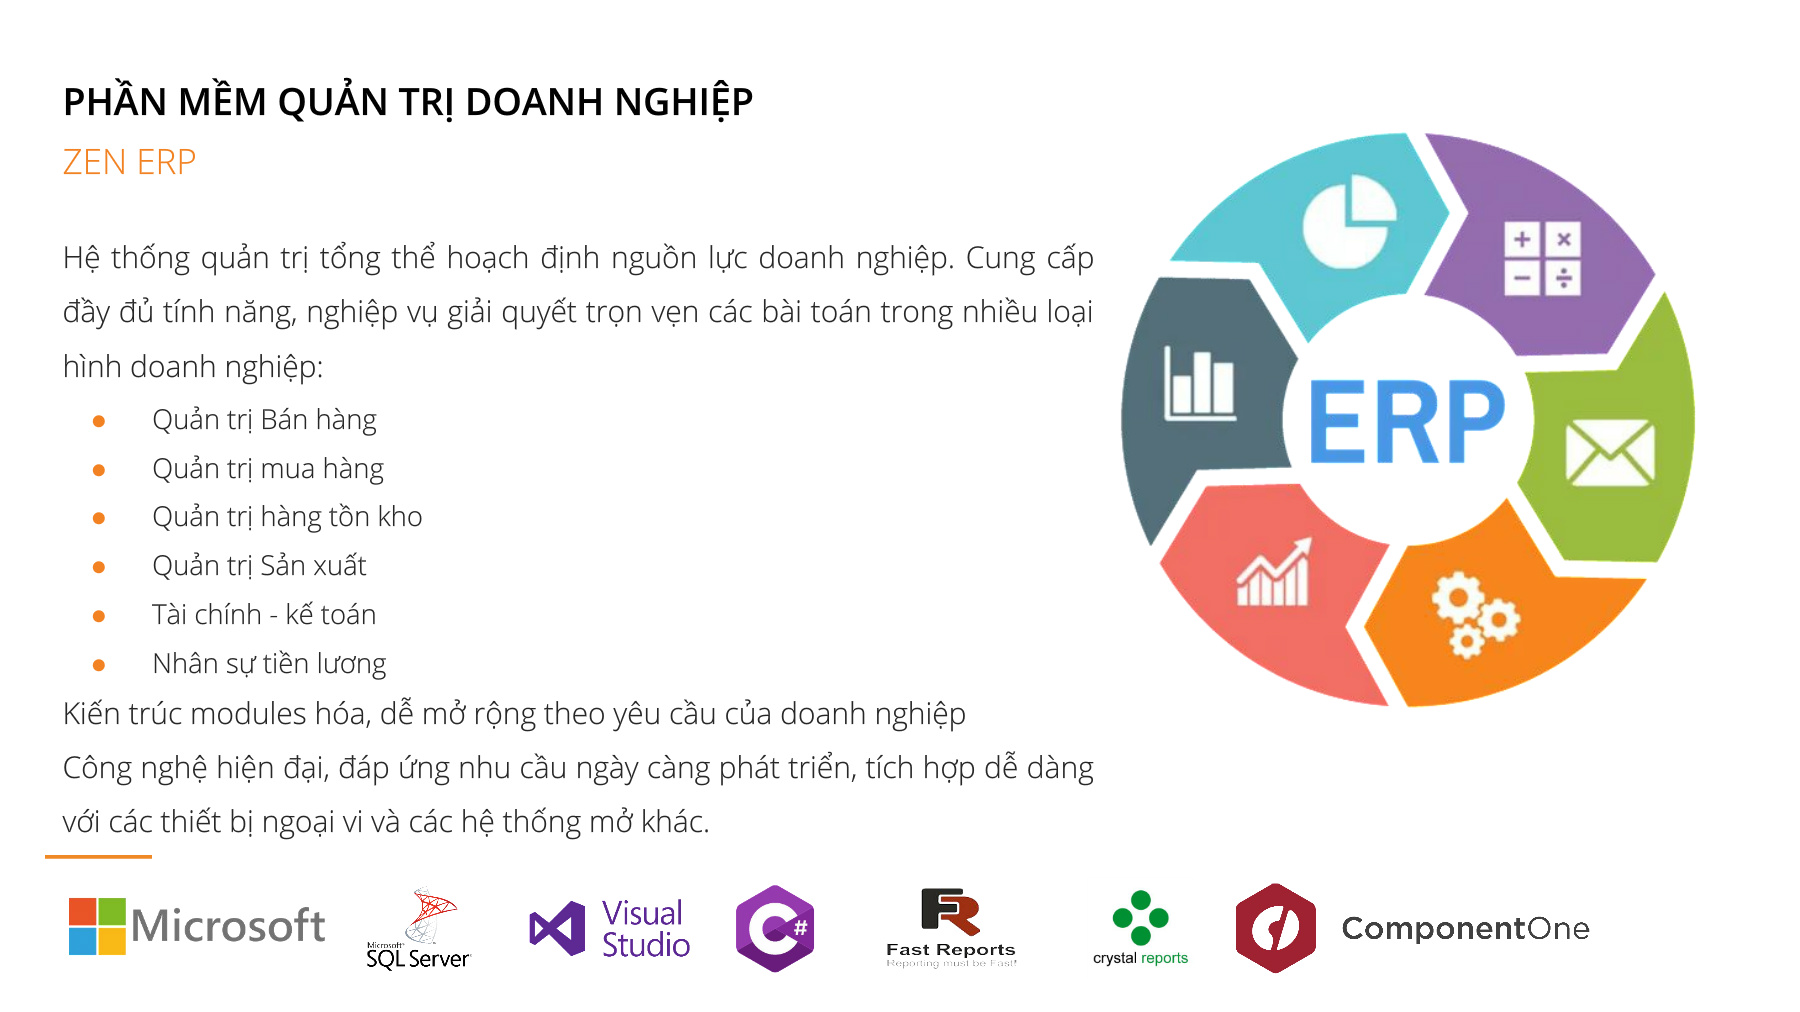 PHẦN MỀM QUẢN TRỊ DOANH NGHIỆP
ZEN ERP
Hệ thống quản trị tổng thể hoạch định nguồn lực doanh nghiệp. Cung cấp
đầy đủ tính năng, nghiệp vụ giải quyết trọn vẹn các bài toán trong nhiều loại
hình doanh nghiệp:
● Quản trị Bán hàng
● Quản trị mua hàng
● Quản trị hàng tồn kho
● Quản trị Sản xuất
● Tài chính - kế toán
● Nhân sự tiền lương
Kiến trúc modules hóa, dễ mở rộng theo yêu cầu của doanh nghiệp
Công nghệ hiện đại, đáp ứng nhu cầu ngày càng phát triển, tích hợp dễ dàng
với các thiết bị ngoại vi và các hệ thống mở khác.
ERP
Microsoft
Microsoft
SQL Server
Visual
Studio
C#
FR
Fast Reports
Reporting must be Fast!
crystal reports
ComponentOne